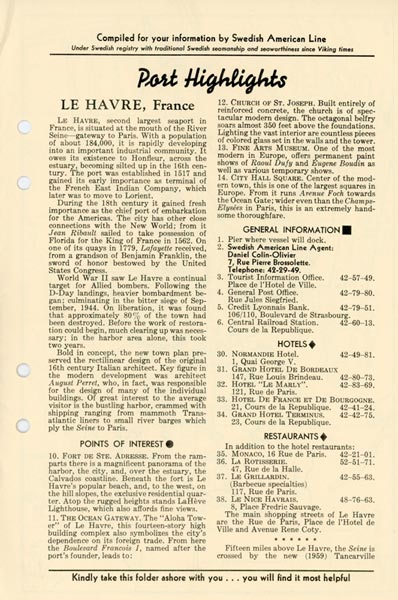 Compiled for your information by Swedish American Line
Under Swedish registry with traditional Swedish seamanship and seaworthiness since Viking times
Port Highlights
LE HAVRE, France
LE HAVRE, second largest seaport in
France, is situated at the mouth of the River
Seine—gateway to Paris. With a population
of about 184,000, it is rapidly developing
into an important industrial community. It
owes its existence to Honfleur, across the
estuary, becoming silted up in the 16th cen-
tury. The port was established in 1517 and
gained its early importance as terminal of
the French East Indian Company, which
later was to move to Lorient.
During the 18th century it gained fresh
importance as the chief port of embarkation
for the Americas. The city has other close
connections with the New World: from it
Jean Ribault sailed to take possession of
Florida for the King of France in 1562. On
one of its quays in 1779, Lafayette received,
from a grandson of Benjamin Franklin, the
sword of honor bestowed by the United
States Congress.
World War II saw Le Havre a continual
target for Allied bombers. Following the
D-Day landings, heavier bombardment be-
gan; culminating in the bitter siege of Sep-
tember, 1944. On liberation, it was found
that approximately 80% of the town had
been destroyed. Before the work of restora-
tion could begin, much clearing up was neces-
sary; in the harbor area alone, this took
two years.
Bold in concept, the new town plan pre-
served the rectilinear design of the original
16th century Italian architect. Key figure in
the modern development was architect
August Perret, who, in fact, was responsible
for the design of many of the individual
buildings. Of great interest to the average
visitor is the bustling harbor, crammed with
shipping ranging from mammoth Trans-
atlantic liners to small river barges which
ply the Seine to Paris.
POINTS OF INTEREST
10. FORT DE STE. ADRESSE. From the ram-
parts there is a magnificent panorama of the
harbor, the city, and, over the estuary, the
Calvados coastline. Beneath the fort is Le
Havre's popular beach, and, to the west, on
the hill slopes, the exclusive residential quar-
ter. Atop the rugged heights stands LaHève
Lighthouse, which also affords fine views.
11. THE OCEAN GATEWAY. The "Aloha Tow-
er" of Le Havre, this fourteen-story high
building complex also symbolizes the city's
dependence on its foreign trade. From here
the Boulevard Francois I, named after the
port's founder, leads to:
12. CHURCH OF ST. JOSEPH. Built entirely of
reinforced concrete, the church is of spec-
tacular modern design. The octagonal belfry
soars almost 350 feet above the foundations.
Lighting the vast interior are countless pieces
of colored glass set in the walls and the tower.
13. FINE ARTS MUSEUM. One of the most
modern in Europe, offers permanent paint
shows of Raoul Dufy and Eugene Boudin as
well as various temporary shows.
14. CITY HALL SQUARE. Center of the mod-
ern town, this is one of the largest squares in
Europe. From it runs Avenue Foch towards
the Ocean Gate; wider even than the Champs-
Elysées in Paris, this is an extremely hand-
some thoroughfare.
GENERAL INFORMATION
1. Pier where vessel will dock.
2. Swedish American Line Agent:
Daniel Colin-Olivier
7, Rue Pierre Brossolette.
Telephone: 42-29-49.
3. Tourist Information Office. 42-57-49.
Place de l'Hotel de Ville.
4. General Post Office. 42-79-80.
Rue Jules Siegfried.
5. Credit Lyonnais Bank. 42-79-51.
106/110, Boulevard de Strasbourg.
6. Central Railroad Station. 42-60-13.
Cours de la Republique.
HOTELS
30. NORMANDIE HOTEL. 42-49-81.
1, Quai George V.
31. GRAND HOTEL DE BORDEAUX
147, Rue Louis Brindeau. 42-80-73.
32. HOTEL "LE MARLY". 42-83-69.
121, Rue de Paris.
33. HOTEL DE FRANCE ET DE BOURGOGNE.
21, Cours de la Republique. 42-41-24.
34. GRAND HOTEL TERMINUS. 42-42-75.
23, Cours de la Republique.
RESTAURANTS
In addition to the hotel restaurants:
35. MONACO, 16 Rue de Paris. 42-21-01.
36. LA ROTISSERIE. 52-51-71.
47, Rue de la Halle.
37. LE GRILLARDIN. 42-55-63.
(Barbecue specialties)
117, Rue de Paris.
38. LE NICE HAVRAIS. 48-76-63.
8, Place Fredric Sauvage.
The main shopping streets of Le Havre
are the Rue de Paris, Place de l'Hotel de
Ville and Avenue Rene Coty.
* * * * * *
Fifteen miles above Le Havre, the Seine is
crossed by the new (1959) Tancarville
Kindly take this folder ashore with you . . . you will find it most helpful